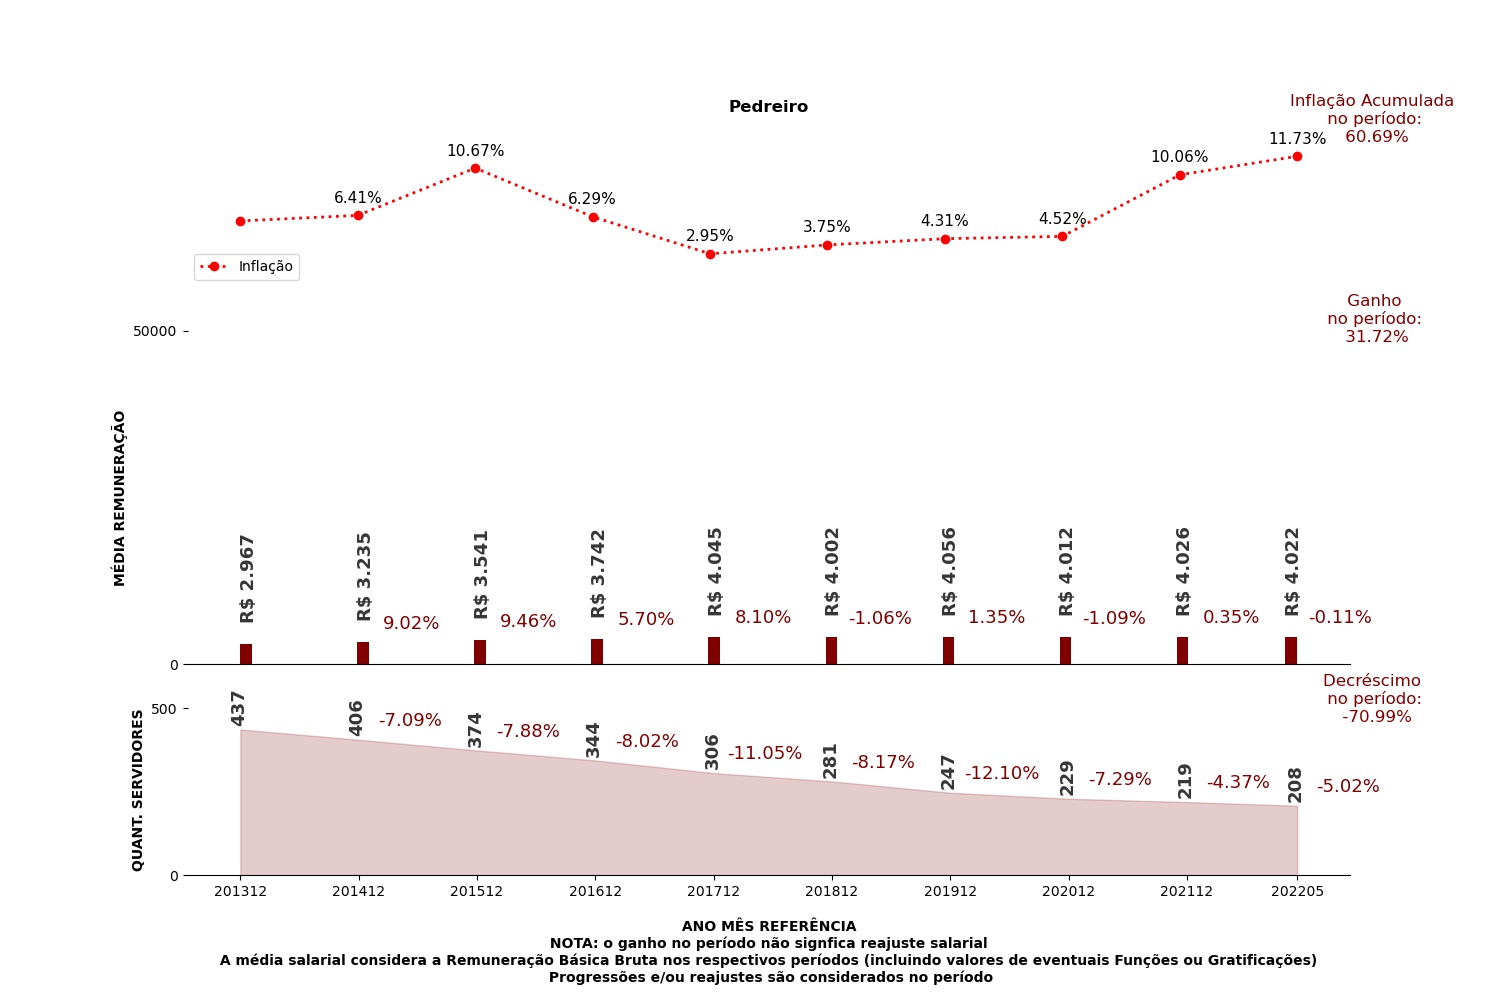 Pedreiro
Inflação Acumulada
no período:
60.69%
6.41%
10.67%
6.29%
2.95%
3.75%
4.31%
4.52%
10.06%
11.73%
Inflação
Ganho
no período:
31.72%
50000
0
MÉDIA REMUNERAÇÃO
R$ 2.967
R$ 3.235
R$ 3.541
R$ 3.742
R$ 4.045
R$ 4.002
R$ 4.056
R$ 4.012
R$ 4.026
R$ 4.022
9.02%
9.46%
5.70%
8.10%
-1.06%
1.35%
-1.09%
0.35%
-0.11%
Decréscimo
no período:
-70.99%
500
0
QUANT. SERVIDORES
437
406
374
344
306
281
247
229
219
208
-7.09%
-7.88%
-8.02%
-11.05%
-8.17%
-12.10%
-7.29%
-4.37%
-5.02%
201312
201412
201512
201612
201712
201812
201912
202012
202112
202205
ANO MÊS REFERÊNCIA
NOTA: o ganho no período não signfica reajuste salarial
A média salarial considera a Remuneração Básica Bruta nos respectivos períodos (incluindo valores de eventuais Funções ou Gratificações)
Progressões e/ou reajustes são considerados no período